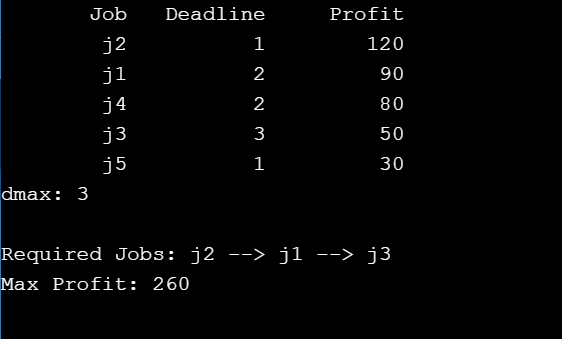 Job Deadline Profit
j2 1 120
j1 2 90
j4 2 80
j3 3 50
j5 1 30
dmax: 3
Required Jobs: j2 --> j1 --> j3
Max Profit: 260